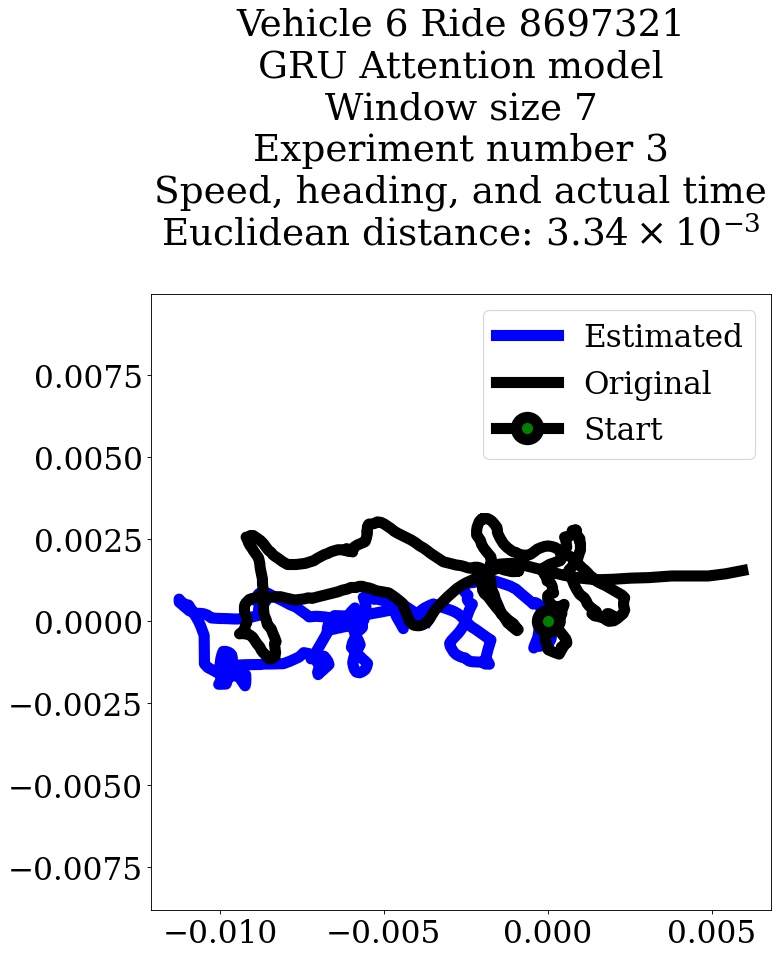 Vehicle 6 Ride 8697321
GRU Attention model
Window size 7
Experiment number 3
Speed, heading, and actual time
Euclidean distance: 3.34 × 10⁻³
Estimated
Original
Start
0.0075
0.0050
0.0025
0.0000
−0.0025
−0.0050
−0.0075
−0.010
−0.005
0.000
0.005